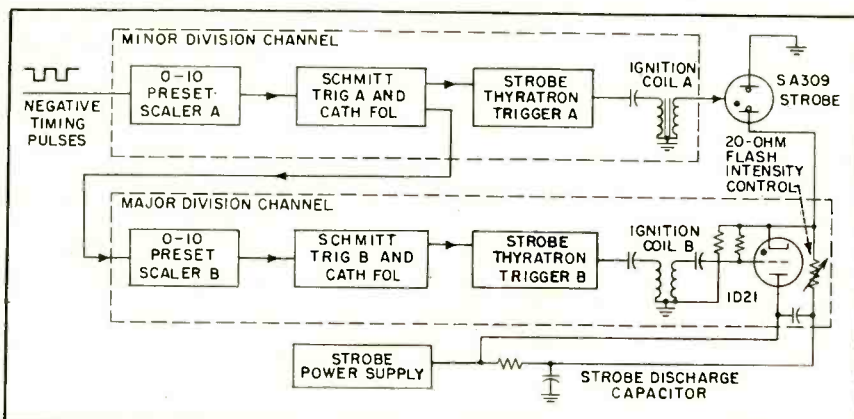 MINOR DIVISION CHANNEL
NEGATIVE
TIMING
PULSES
0-10
PRESET-
SCALER A
SCHMITT
TRIG A AND
CATH FOL
STROBE
THYRATRON
TRIGGER A
IGNITION
COIL A
SA309
STROBE
20-OHM
FLASH
INTENSITY
CONTROL
MAJOR DIVISION CHANNEL
0-10
PRESET
SCALER B
SCHMITT
TRIG B AND
CATH FOL
STROBE
THYRATRON
TRIGGER B
IGNITION
COIL B
1D21
STROBE
POWER SUPPLY
STROBE DISCHARGE
CAPACITOR